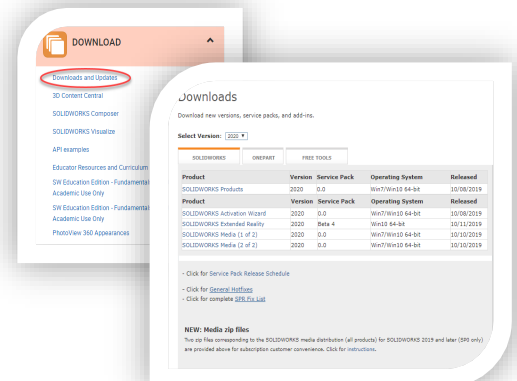 DOWNLOAD
Downloads and Updates
3D Content Central
SOLIDWORKS Composer
SOLIDWORKS Visualize
API examples
Educator Resources and Curriculum
SW Education Edition - Fundamental
Academic Use Only
SW Education Edition - Fundamental
Academic Use Only
PhotoView 360 Appearances
Downloads
Download new versions, service packs, and add-ins.
Select Version: 2020
SOLIDWORKS ONEPART FREE TOOLS
Product Version Service Pack Operating System Released
SOLIDWORKS Products 2020 0.0 Win7/Win10 64-bit 10/08/2019
Product Version Service Pack Operating System Released
SOLIDWORKS Activation Wizard 2020 0.0 Win7/Win10 64-bit 10/08/2019
SOLIDWORKS Extended Reality 2020 Beta 4 Win10 64-bit 10/11/2019
SOLIDWORKS Media (1 of 2) 2020 0.0 Win7/Win10 64-bit 10/10/2019
SOLIDWORKS Media (2 of 2) 2020 0.0 Win7/Win10 64-bit 10/10/2019
- Click for Service Pack Release Schedule
- Click for General Hotfixes
- Click for complete SPR Fix List
NEW: Media zip files
Two zip files corresponding to the SOLIDWORKS media distribution (all products) for SOLIDWORKS 2019 and later (SP0 only)
are provided above for subscription customer convenience. Click for instructions.